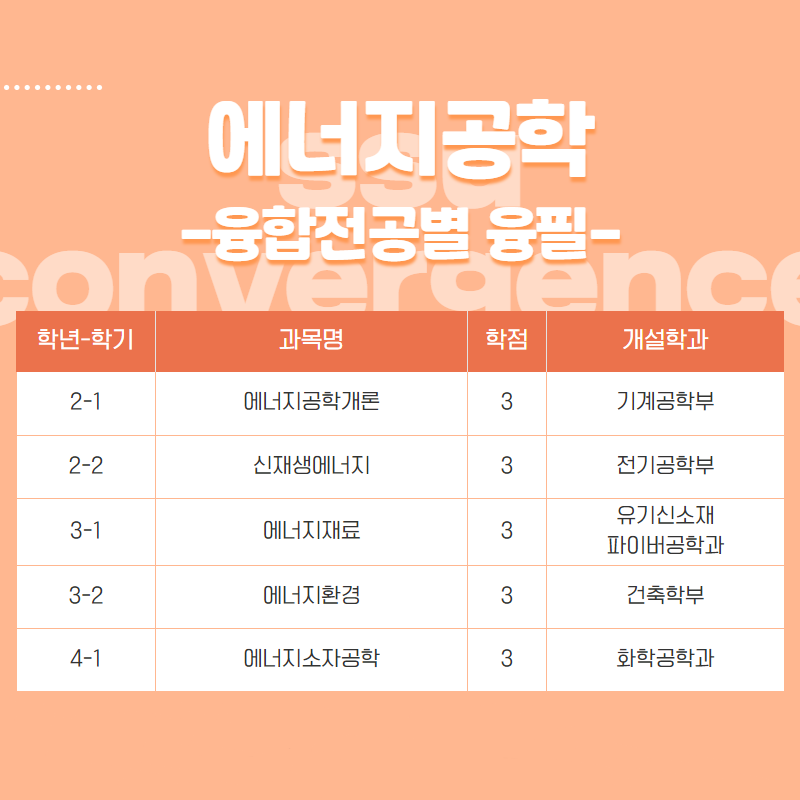 에너지공학
ssu
-융합전공별 융필-
convergence
학년-학기 과목명 학점 개설학과
2-1 에너지공학개론 3 기계공학부
2-2 신재생에너지 3 전기공학부
3-1 에너지재료 3 유기신소재
파이버공학과
3-2 에너지환경 3 건축학부
4-1 에너지소자공학 3 화학공학과